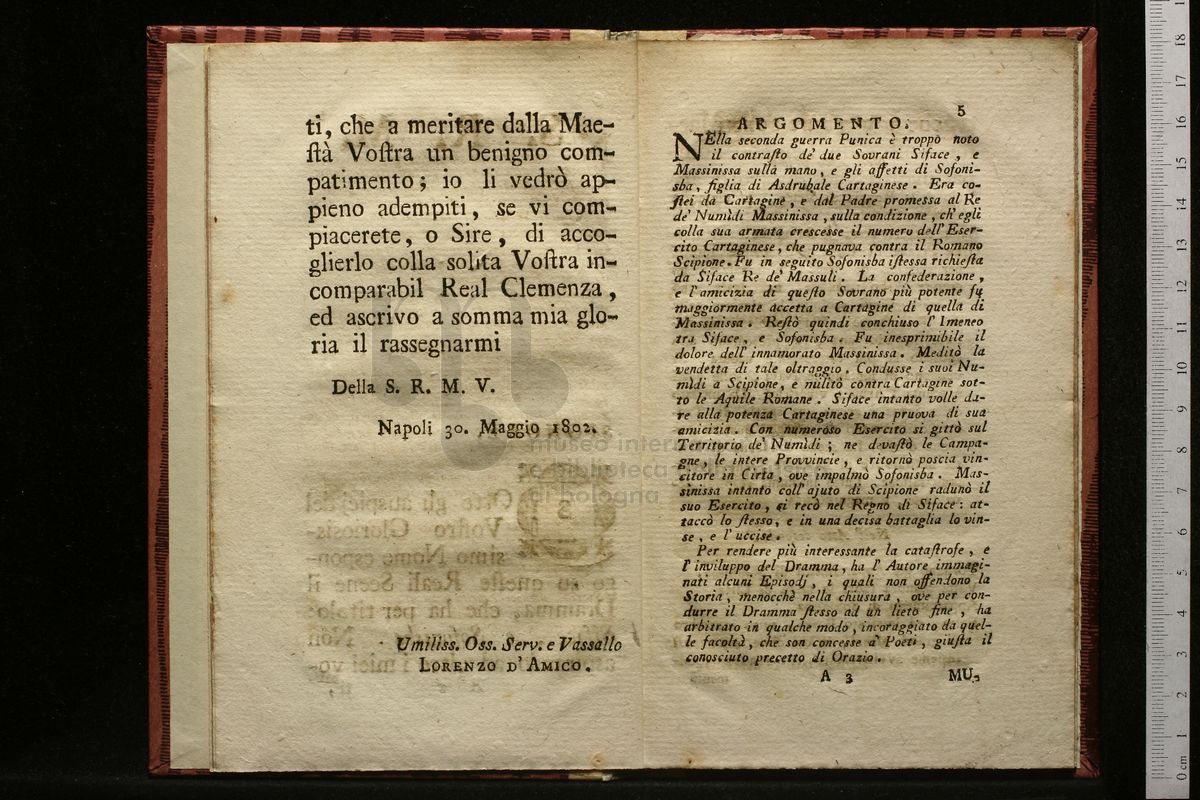 ti, che a meritare dalla Mae-
ſtà Voſtra un benigno com-
patimento; io li vedrò ap-
pieno adempiti, se vi com-
piacerete, o Sire, di acco-
glierlo colla solita Voſtra in-
comparabil Real Clemenza,
ed ascrivo a somma mia glo-
ria il rassegnarmi
Della S. R. M. V.
Napoli 30. Maggio 1802.
Umiliss. Oss. Serv. e Vassallo
LORENZO D'AMICO.
5
ARGOMENTO.
NElla seconda guerra Punica è troppo noto
il contraſto de' due Sovrani Siface, e
Massinissa sulla mano, e gli affetti di Sofoni-
sba, figlia di Asdrubale Cartaginese. Era co-
ſtei da Cartagine, e dal Padre promessa al Re
de' Numìdi Massinissa, sulla condizione, ch' egli
colla sua armata crescesse il numero dell' Eser-
cito Cartaginese, che pugnava contra il Romano
Scipione. Fu in seguito Sofonisba iſtessa richieſta
da Siface Re de' Massuli. La confederazione,
e l'amicizia di queſto Sovrano più potente fu
maggiormente accetta a Cartagine di quella di
Massinissa. Reſtò quindi conchiuso l' Imeneo
tra Siface, e Sofonisba. Fu inesprimibile il
dolore dell' innamorato Massinissa. Meditò la
vendetta di tale oltraggio. Condusse i suoi Nu-
mìdi a Scipione, e militò contra Cartagine sot-
to le Aquile Romane. Siface intanto volle da-
re alla potenza Cartaginese una pruova di sua
amicizia. Con numeroso Esercito si gittò sul
Territorio de' Numìdi; ne devaſtò le Campa-
gne, le intere Provvincie, e ritornò poscia vin-
citore in Cirta, ove impalmò Sofonisba. Mas-
sinissa intanto coll' ajuto di Scipione radunò il
suo Esercito, si recò nel Regno di Siface: at-
taccò lo ſtesso, e in una decisa battaglia lo vin-
se, e l' uccise.
Per rendere più interessante la cataſtrofe, e
l' inviluppo del Dramma, ha l' Autore immagi-
nati alcuni Episodj, i quali non offendono la
Storia, menocchè nella chiusura, ove per con-
durre il Dramma ſtesso ad un lieto fine, ha
arbitrato in qualche modo, incoraggiato da quel-
le facoltà, che son concesse a' Poeti, giuſta il
conosciuto precetto di Orazio.
A 3 MU-